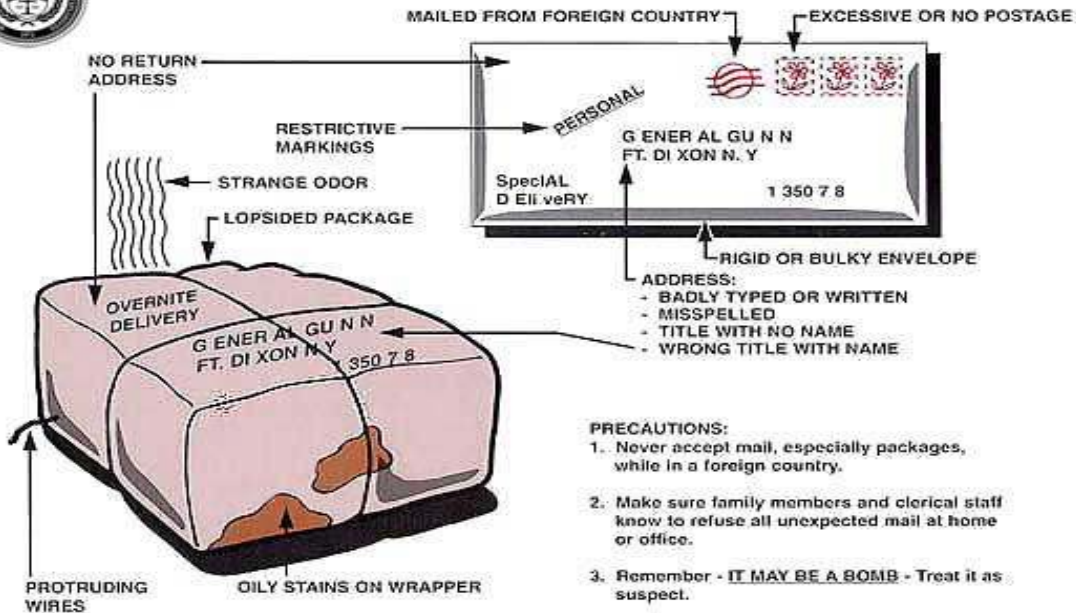 MAILED FROM FOREIGN COUNTRY
EXCESSIVE OR NO POSTAGE
NO RETURN
ADDRESS
RESTRICTIVE
MARKINGS
PERSONAL
G ENER AL GU N N
FT. DI XON N. Y
SpecIAL
D Eli veRY
1 350 7 8
STRANGE ODOR
LOPSIDED PACKAGE
RIGID OR BULKY ENVELOPE
ADDRESS:
- BADLY TYPED OR WRITTEN
- MISSPELLED
- TITLE WITH NO NAME
- WRONG TITLE WITH NAME
OVERNITE
DELIVERY
G ENER AL GU N N
FT. DI XON N Y
1 350 7 8
PROTRUDING
WIRES
OILY STAINS ON WRAPPER
PRECAUTIONS:
1. Never accept mail, especially packages,
while in a foreign country.
2. Make sure family members and clerical staff
know to refuse all unexpected mail at home
or office.
3. Remember - IT MAY BE A BOMB - Treat it as
suspect.